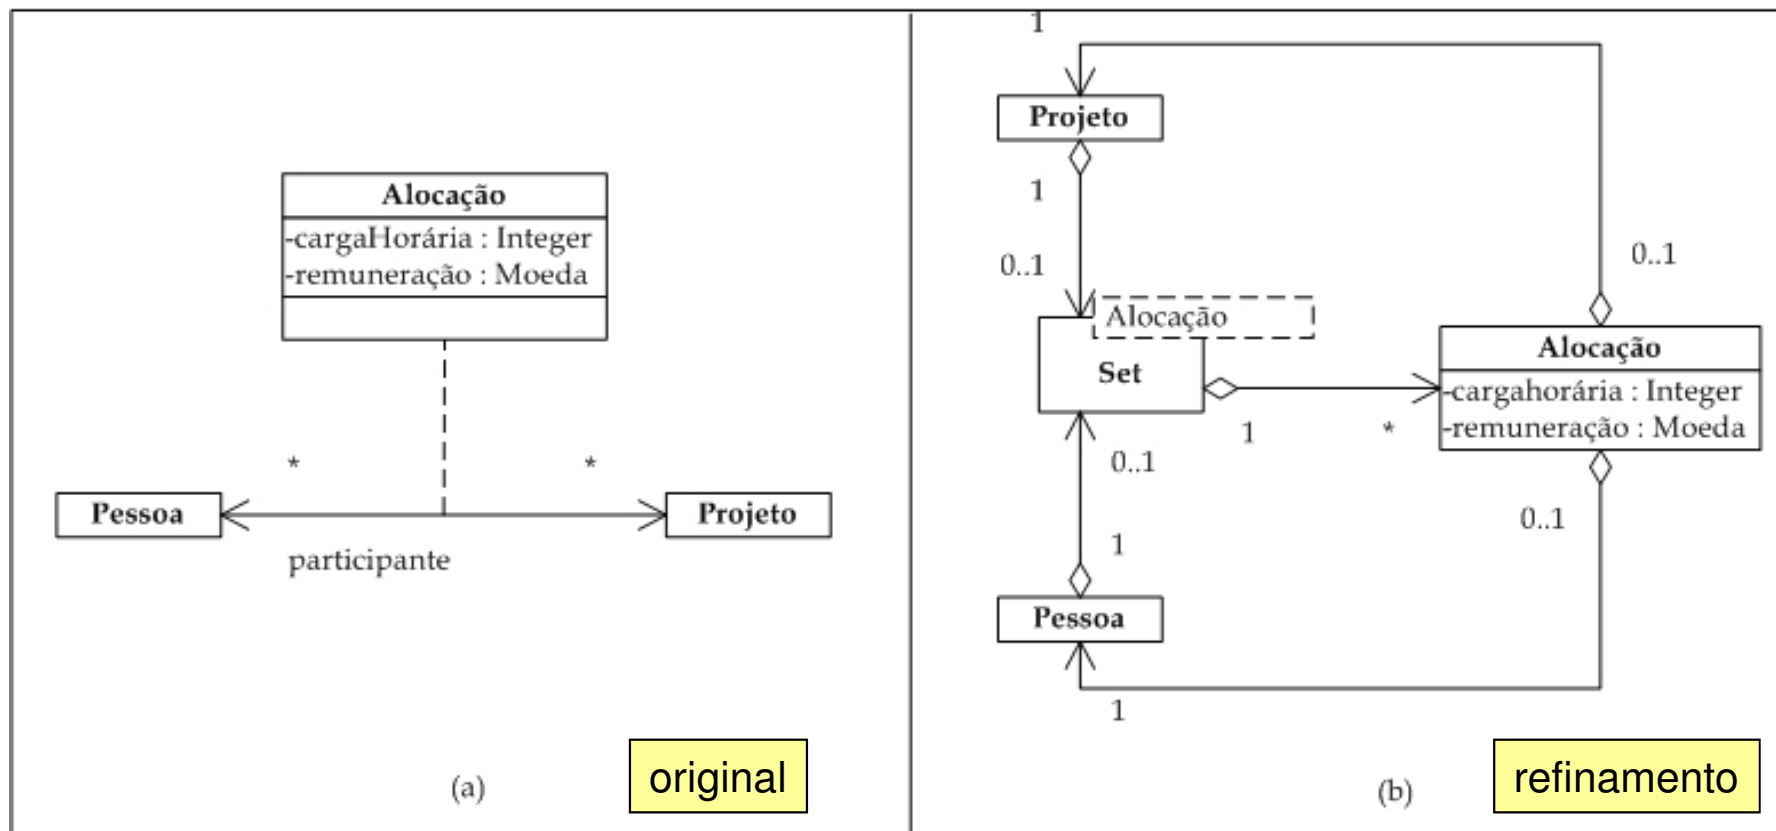 Alocação
-cargaHorária : Integer
-remuneração : Moeda
*
*
Pessoa
Projeto
participante
(a)
original
1
Projeto
1
0..1
0..1
Alocação
Set
Alocação
-cargahorária : Integer
-remuneração : Moeda
1
*
0..1
0..1
1
Pessoa
1
(b)
refinamento